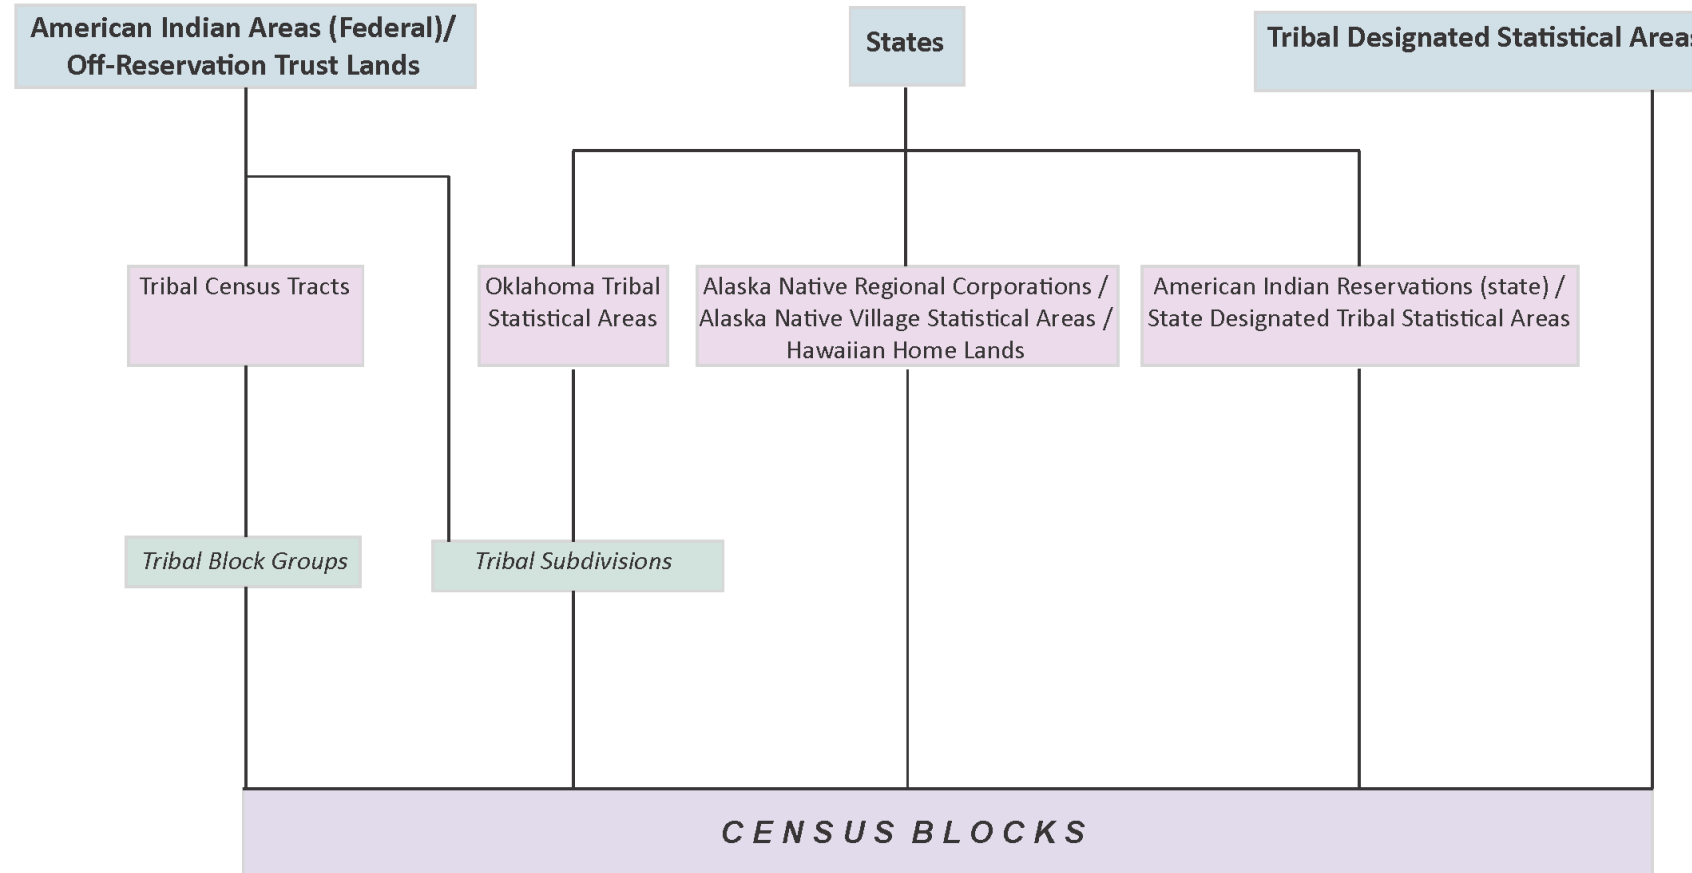 American Indian Areas (Federal)/
Off-Reservation Trust Lands
States
Tribal Designated Statistical Areas
Tribal Census Tracts
Oklahoma Tribal
Statistical Areas
Alaska Native Regional Corporations /
Alaska Native Village Statistical Areas /
Hawaiian Home Lands
American Indian Reservations (state) /
State Designated Tribal Statistical Areas
Tribal Block Groups
Tribal Subdivisions
CENSUS BLOCKS